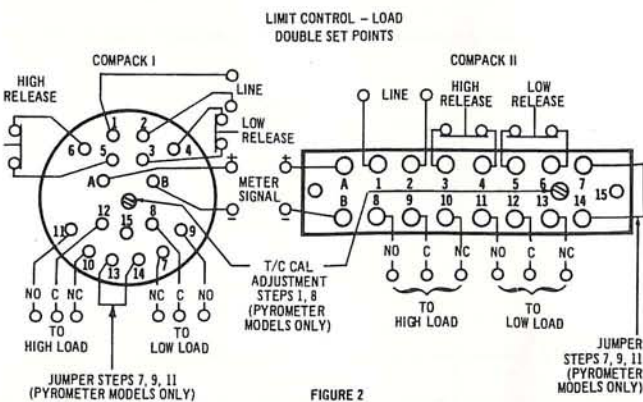 LIMIT CONTROL – LOAD
DOUBLE SET POINTS
COMPACK I
COMPACK II
HIGH
RELEASE
LINE
LOW
RELEASE
LINE
HIGH
RELEASE
LOW
RELEASE
1
2
6
5
3
4
A
B
+
METER
SIGNAL
–
+
–
12
8
11
15
9
10
13
14
7
A
1
2
3
4
5
6
7
15
B
8
9
10
11
12
13
14
NO
C
NC
NC
C
NO
TO
HIGH LOAD
TO
LOW LOAD
T/C CAL
ADJUSTMENT
STEPS 1, 8
(PYROMETER
MODELS ONLY)
NO
C
NC
NO
C
NC
TO
HIGH LOAD
TO
LOW LOAD
JUMPER STEPS 7, 9, 11
(PYROMETER MODELS ONLY)
JUMPER
STEPS 7, 9, 11
(PYROMETER
MODELS ONLY)
FIGURE 2